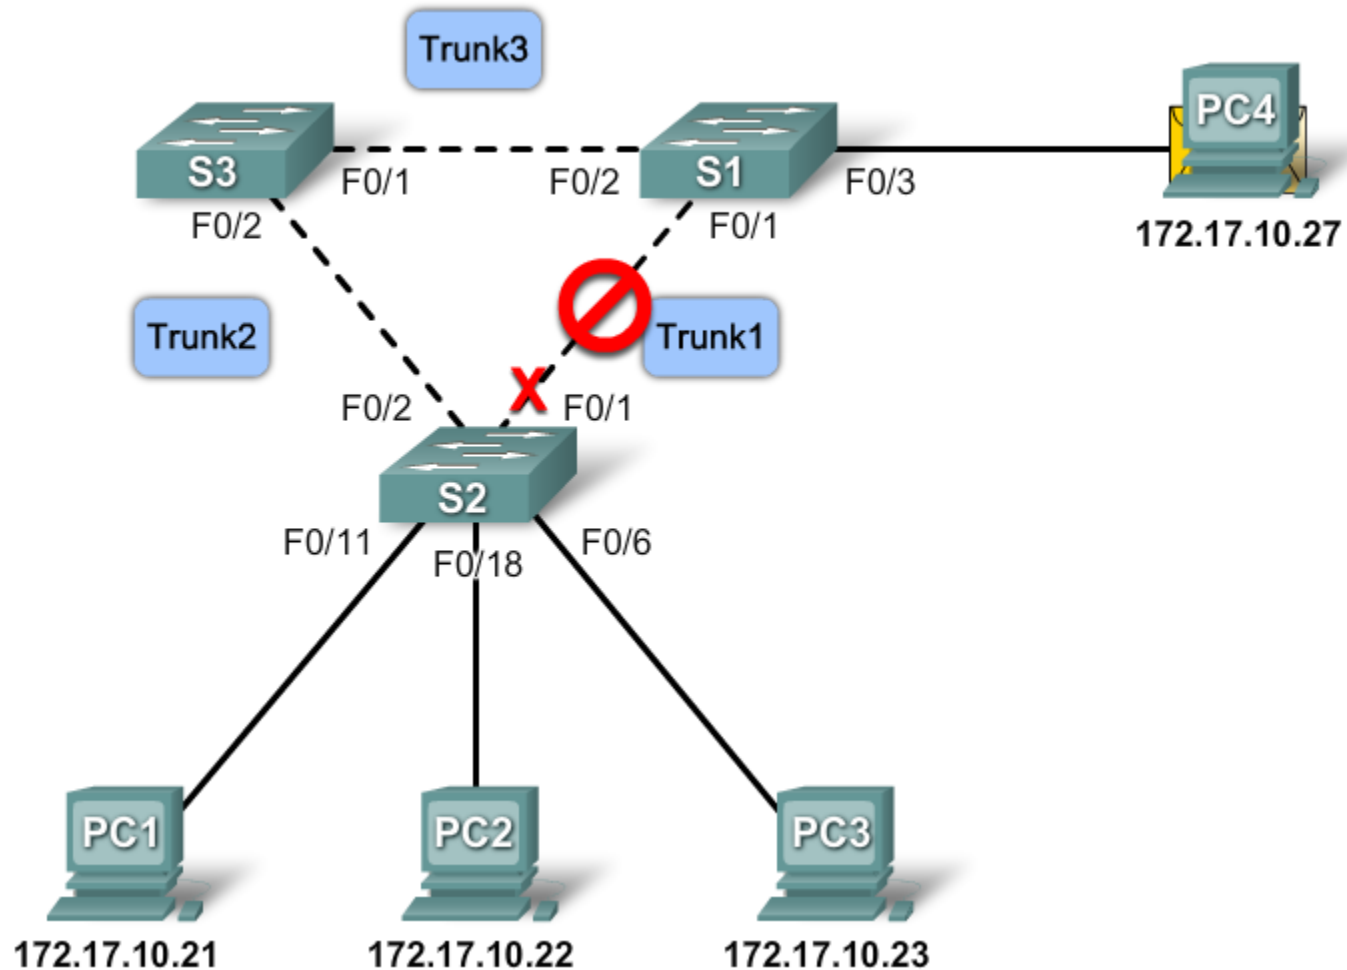 Trunk3
PC4
S3
S1
F0/1
F0/2
F0/3
F0/2
F0/1
172.17.10.27
Trunk2
Trunk1
X
F0/2
F0/1
S2
F0/11
F0/18
F0/6
PC1
PC2
PC3
172.17.10.21
172.17.10.22
172.17.10.23